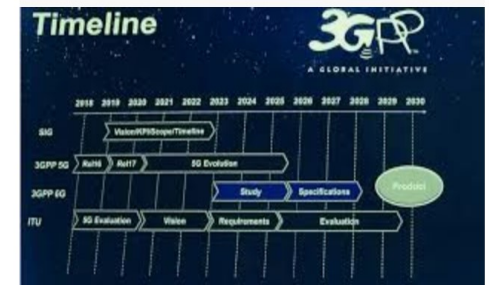 Timeline
3GPP
A GLOBAL INITIATIVE
2018 2019 2020 2021 2022 2023 2024 2025 2026 2027 2028 2029 2030
SIG Vision/KPI/Scope/Timeline
3GPP 5G Rel16 Rel17 5G Evolution
3GPP 6G Study Specifications Product
ITU 5G Evaluation Vision Requirements Evaluation